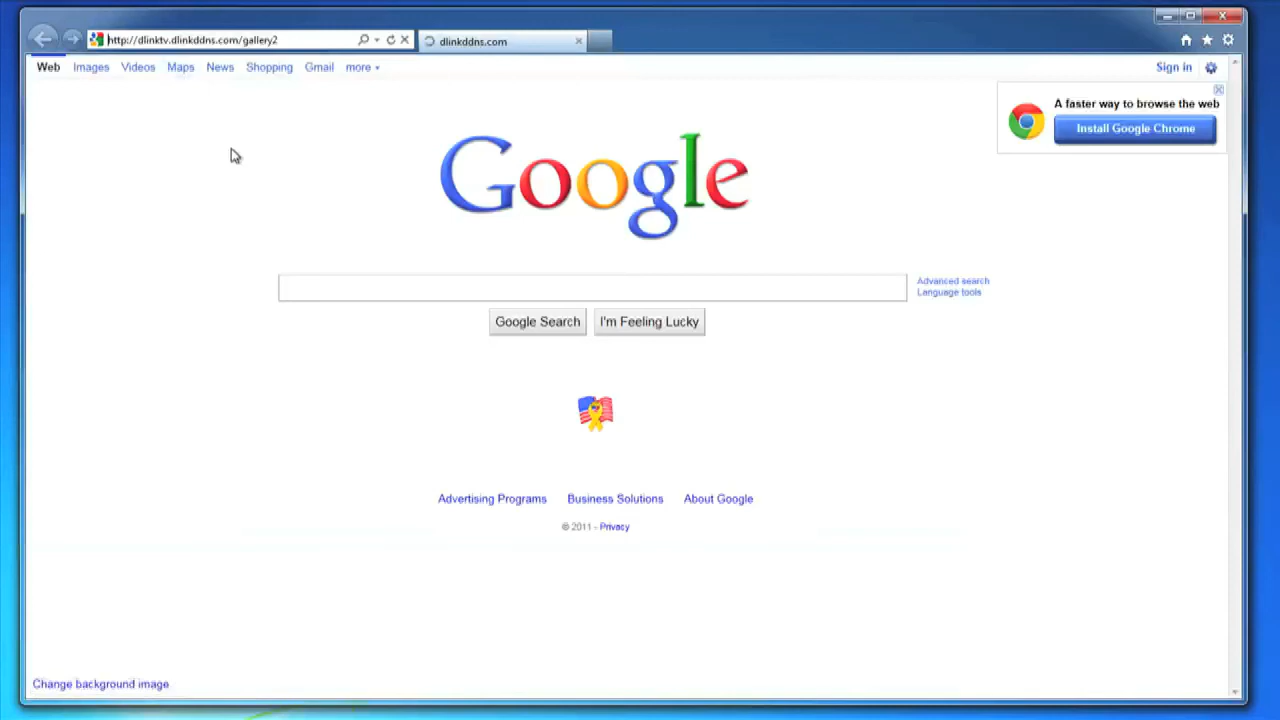 http://dlinktv.dlinkddns.com/gallery2
dlinkddns.com
Web Images Videos Maps News Shopping Gmail more
Sign in
A faster way to browse the web
Install Google Chrome
Google
Advanced search
Language tools
Google Search
I'm Feeling Lucky
Advertising Programs Business Solutions About Google
© 2011 - Privacy
Change background image